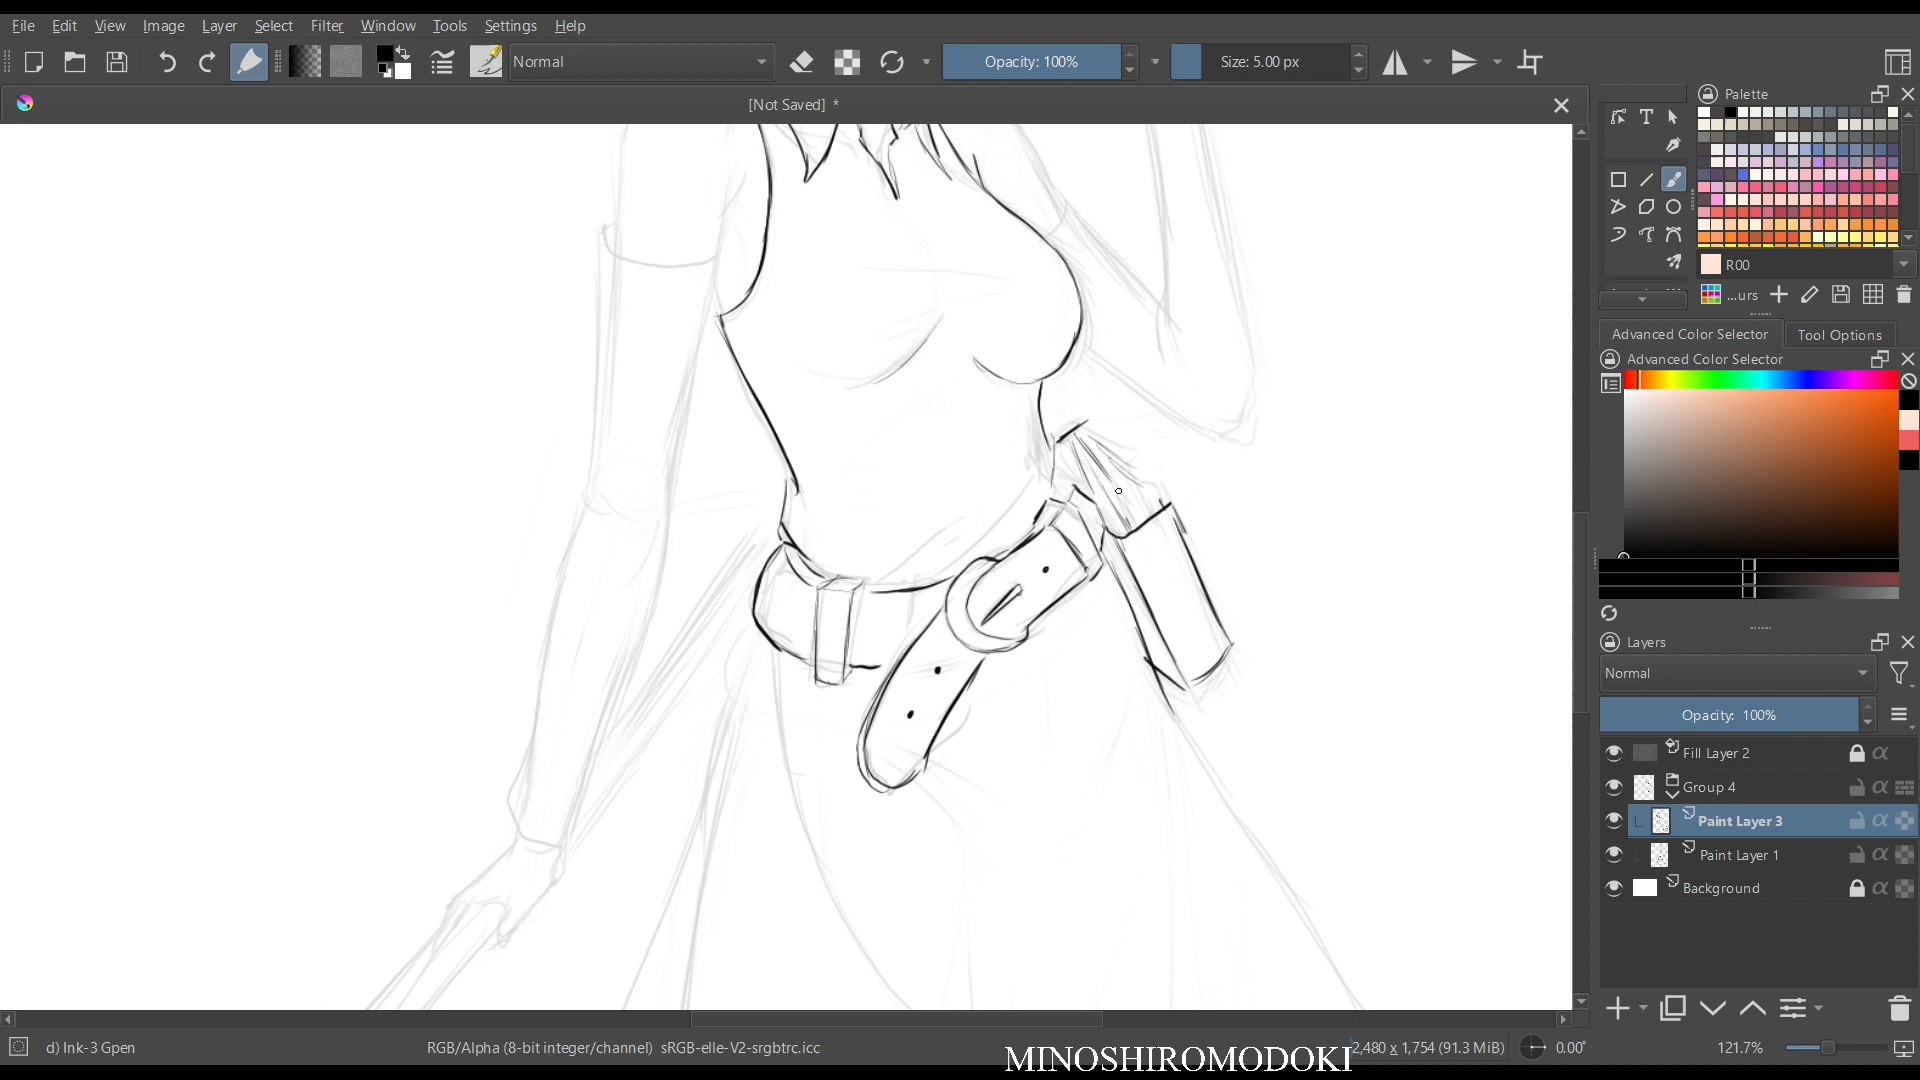 File Edit View Image Layer Select Filter Window Tools Settings Help
Normal
Opacity: 100%
Size: 5.00 px
[Not Saved] *
Palette
R00
...urs
Advanced Color Selector
Tool Options
Advanced Color Selector
Layers
Normal
Opacity: 100%
Fill Layer 2
Group 4
Paint Layer 3
Paint Layer 1
Background
d) Ink-3 Gpen
RGB/Alpha (8-bit integer/channel) sRGB-elle-V2-srgbtrc.icc
2,480 x 1,754 (91.3 MiB)
0.00°
121.7%
MINOSHIROMODOKI